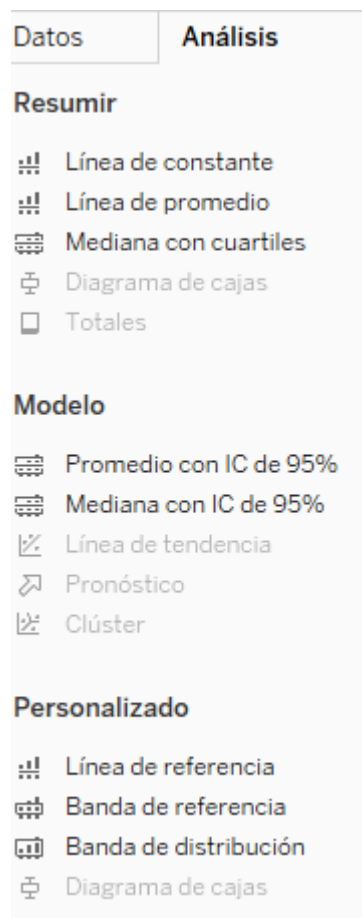 Datos Análisis
Resumir
Línea de constante
Línea de promedio
Mediana con cuartiles
Diagrama de cajas
Totales
Modelo
Promedio con IC de 95%
Mediana con IC de 95%
Línea de tendencia
Pronóstico
Clúster
Personalizado
Línea de referencia
Banda de referencia
Banda de distribución
Diagrama de cajas